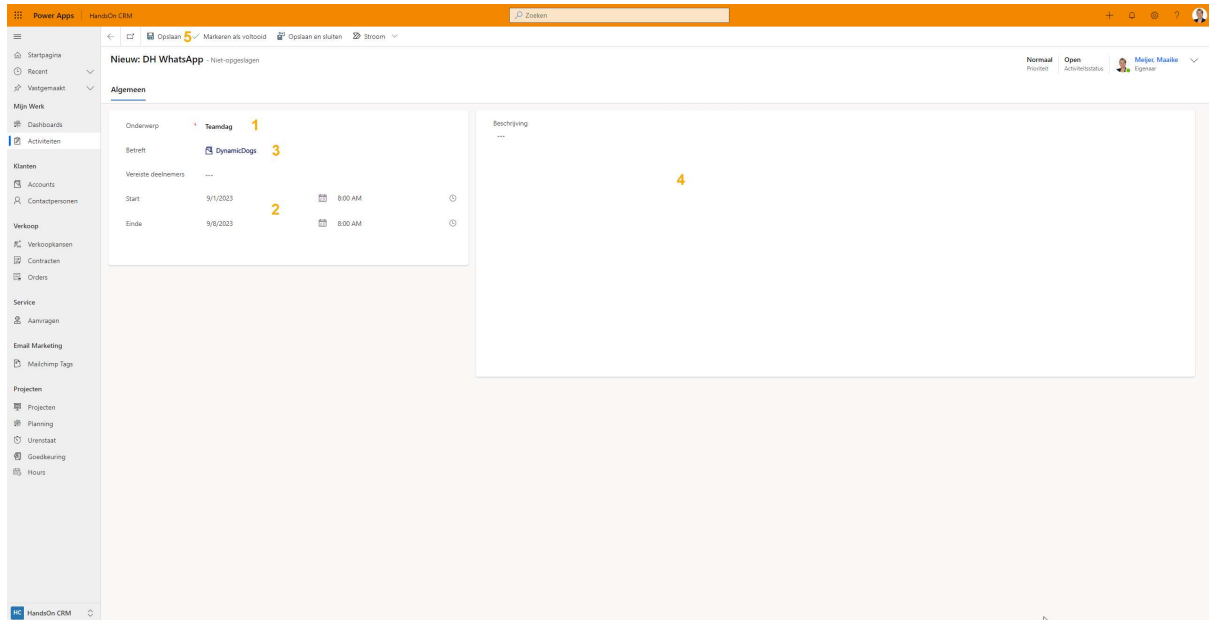 Power Apps HandsOn CRM Zoeken
Opslaan 5 Markeren als voltooid Opslaan en sluiten Stroom
Startpagina
Recent
Vastgemaakt
Mijn Werk
Dashboards
Activiteiten
Klanten
Accounts
Contactpersonen
Verkoop
Verkoopkansen
Contracten
Orders
Service
Aanvragen
Email Marketing
Mailchimp Tags
Projecten
Projecten
Planning
Urenstaat
Goedkeuring
Hours
HC HandsOn CRM
Nieuw: DH WhatsApp - Niet-opgeslagen
Normaal
Prioriteit
Open
Activiteitsstatus
Meijer, Maaike
Eigenaar
Algemeen
Onderwerp * Teamdag 1
Betreft DynamicDogs 3
Vereiste deelnemers ---
Start 9/1/2023 8:00 AM
2
Einde 9/8/2023 8:00 AM
Beschrijving
---
4